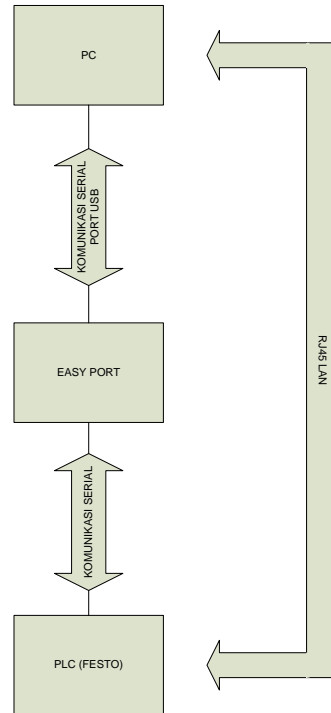 PC
KOMUNIKASI SERIAL
PORT USB
EASY PORT
RJ45 LAN
KOMUNIKASI SERIAL
PLC (FESTO)